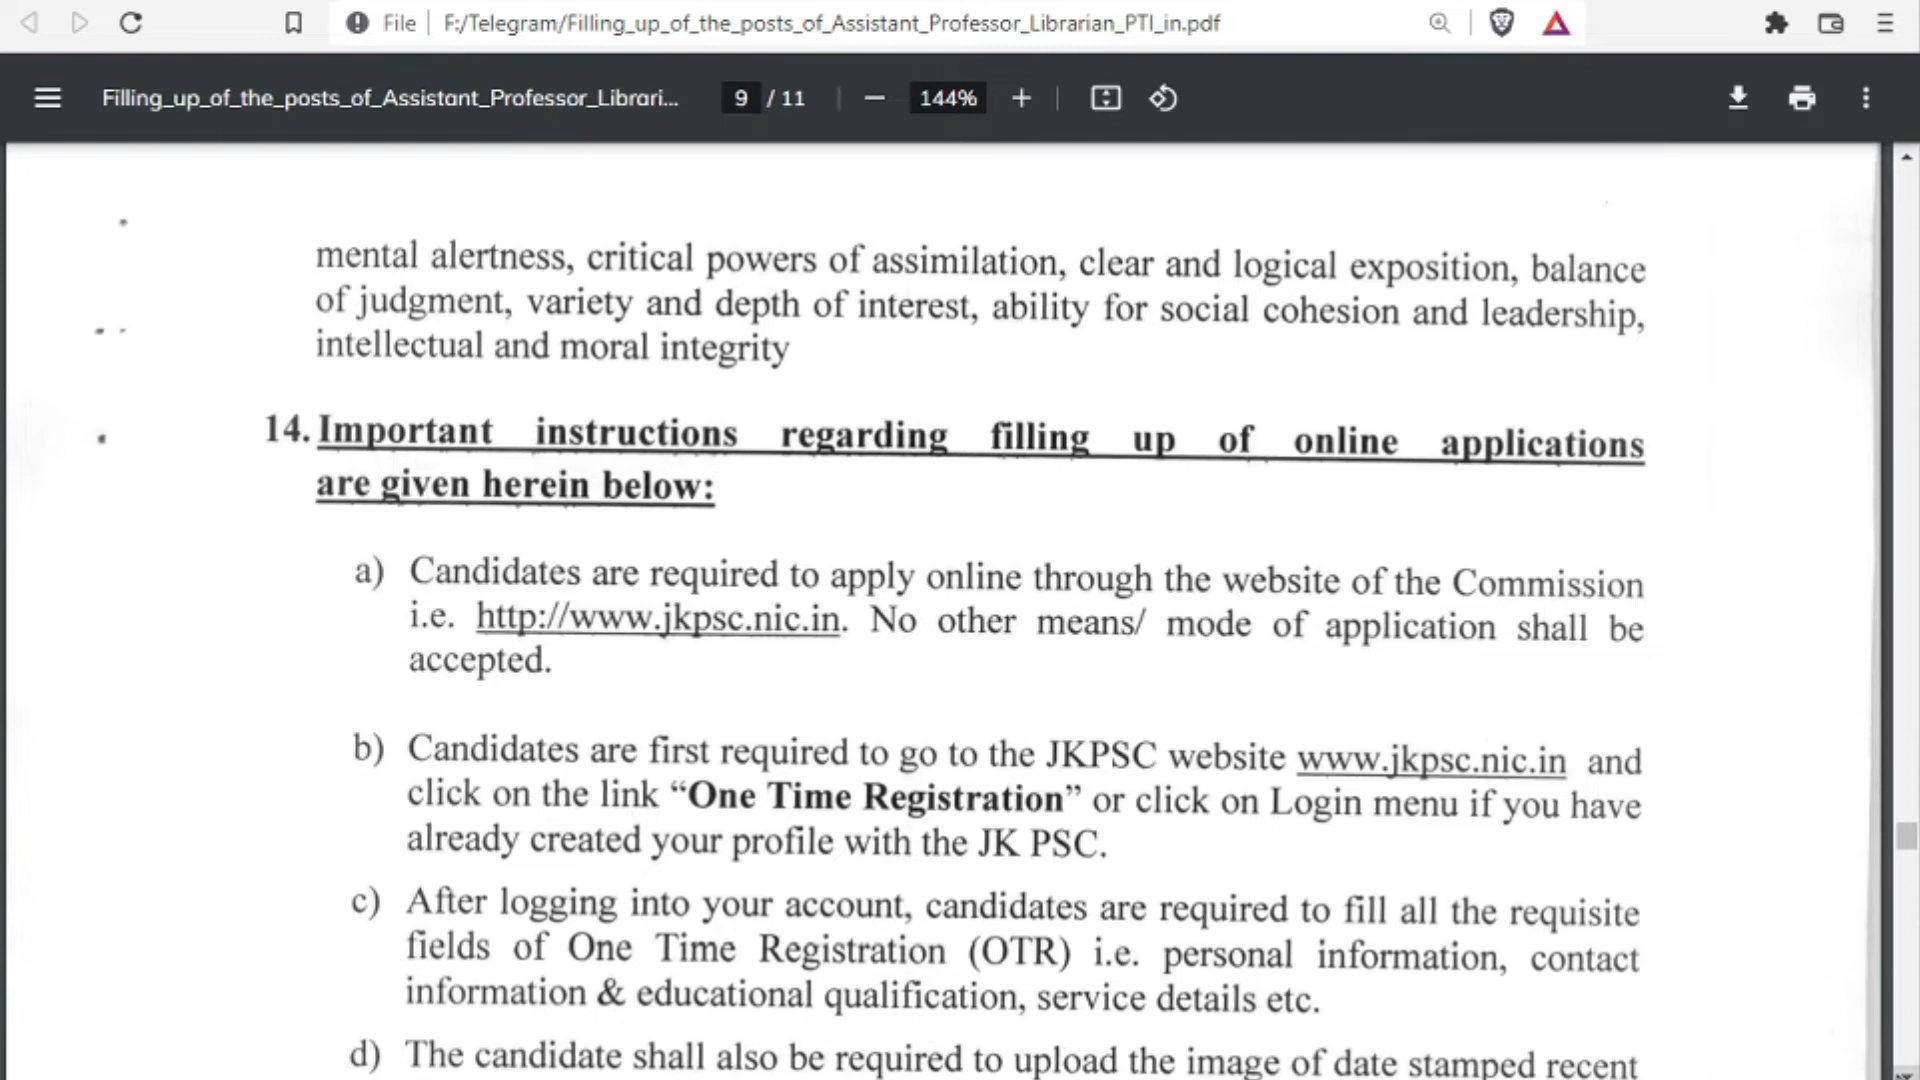 File F:/Telegram/Filling_up_of_the_posts_of_Assistant_Professor_Librarian_PTI_in.pdf
Filling_up_of_the_posts_of_Assistant_Professor_Librari... 9 / 11 — 144% +
mental alertness, critical powers of assimilation, clear and logical exposition, balance
of judgment, variety and depth of interest, ability for social cohesion and leadership,
intellectual and moral integrity
14. Important instructions regarding filling up of online applications
are given herein below:
a) Candidates are required to apply online through the website of the Commission
i.e. http://www.jkpsc.nic.in. No other means/ mode of application shall be
accepted.
b) Candidates are first required to go to the JKPSC website www.jkpsc.nic.in and
click on the link “One Time Registration” or click on Login menu if you have
already created your profile with the JK PSC.
c) After logging into your account, candidates are required to fill all the requisite
fields of One Time Registration (OTR) i.e. personal information, contact
information & educational qualification, service details etc.
d) The candidate shall also be required to upload the image of date stamped recent